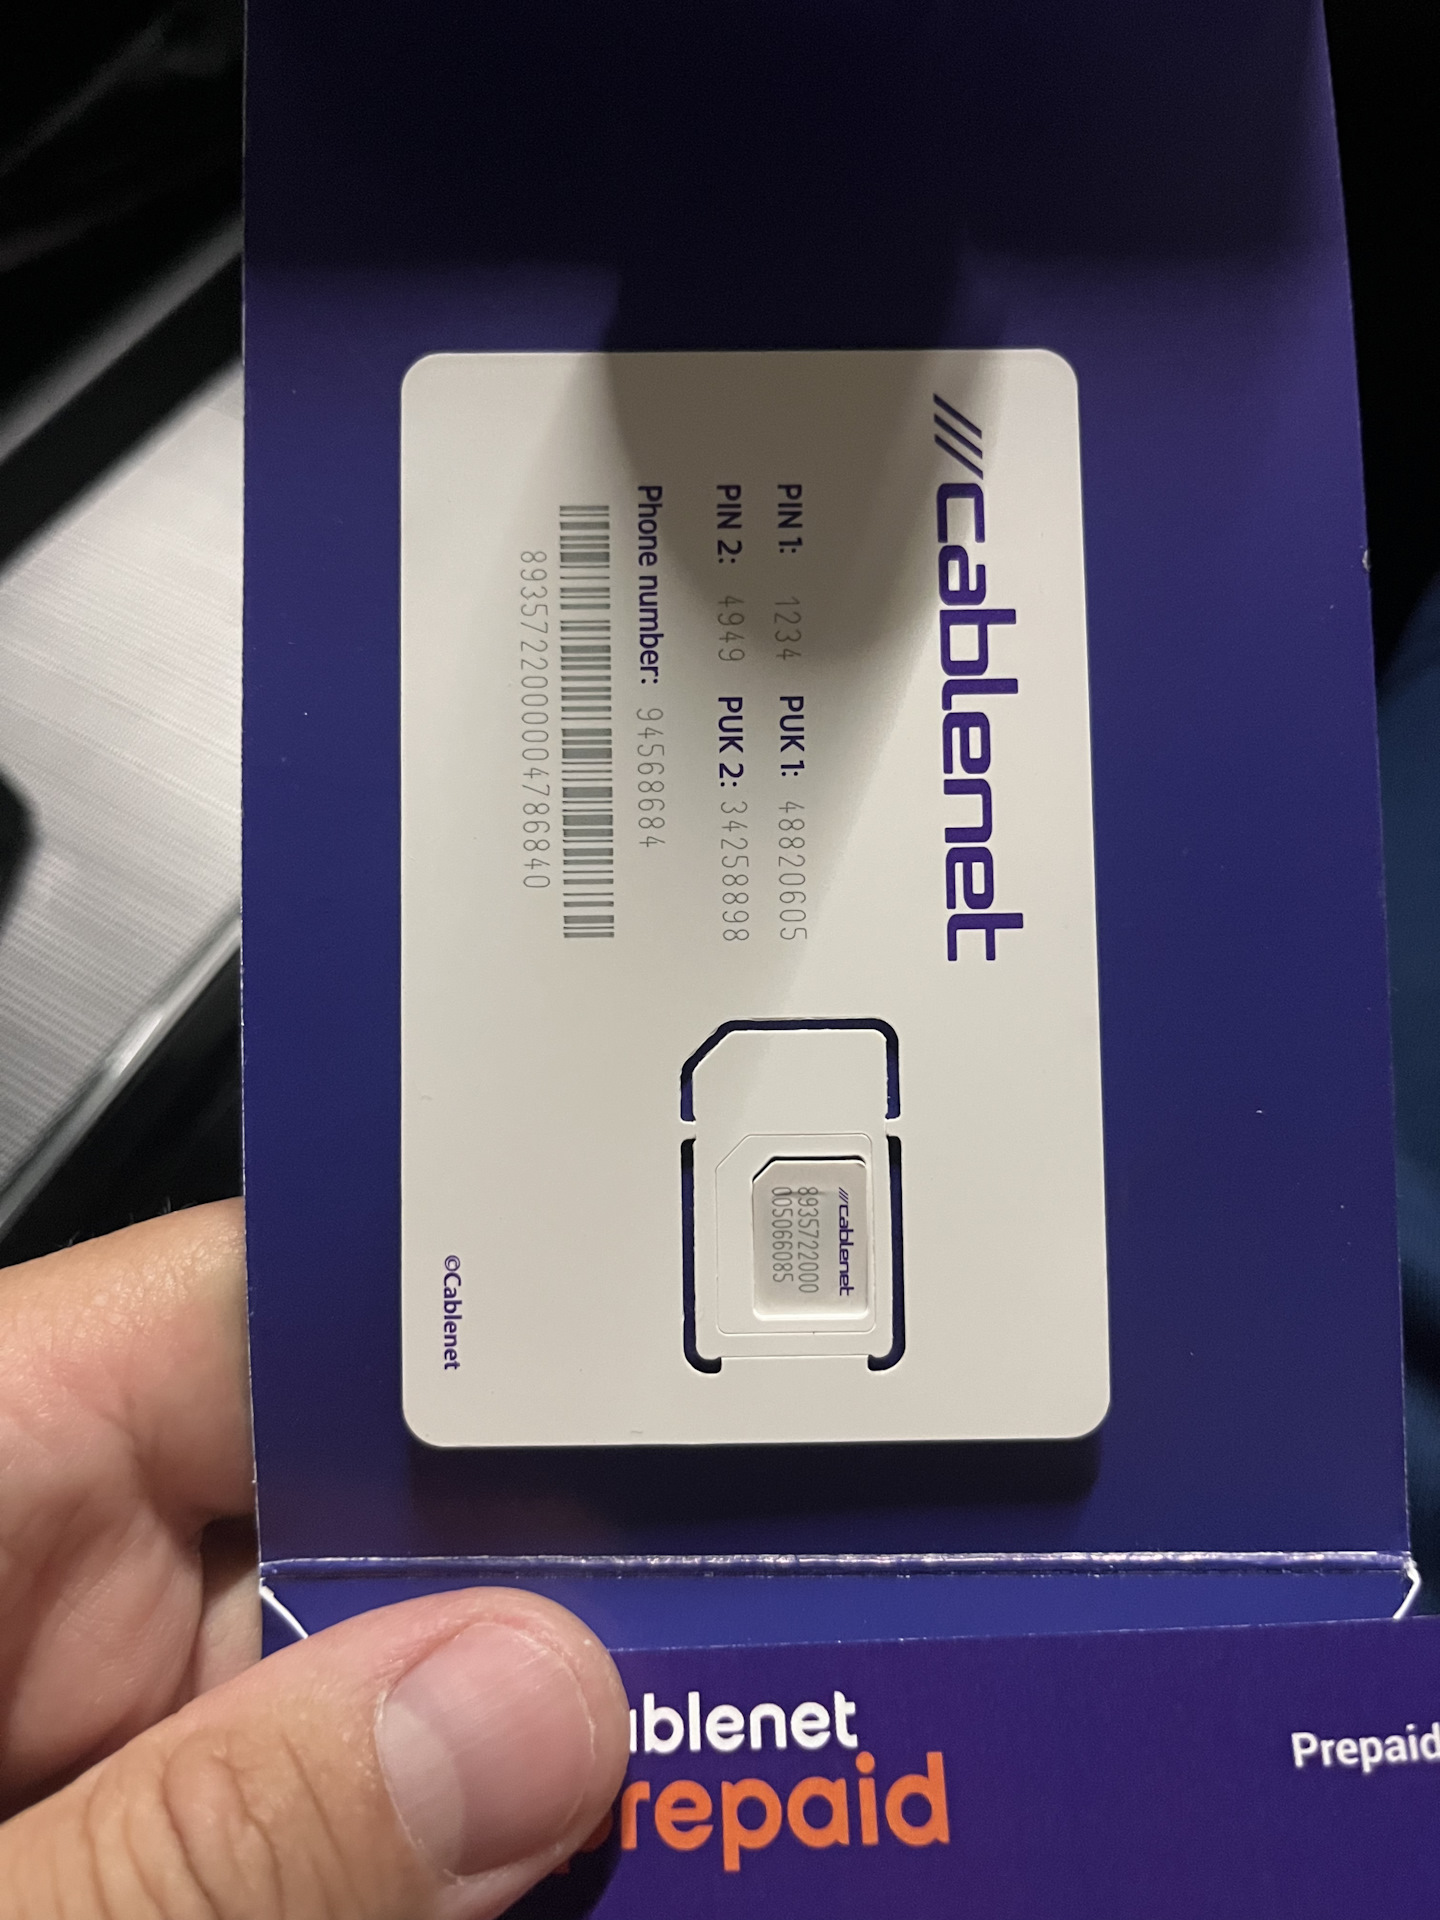 cablenet
PIN 1: 1234 PUK 1: 48820605
PIN 2: 4949 PUK 2: 34258898
Phone number: 94568684
8935722000004786840
cablenet
8935722000
005066085
©Cablenet
ablenet
repaid
Prepaid